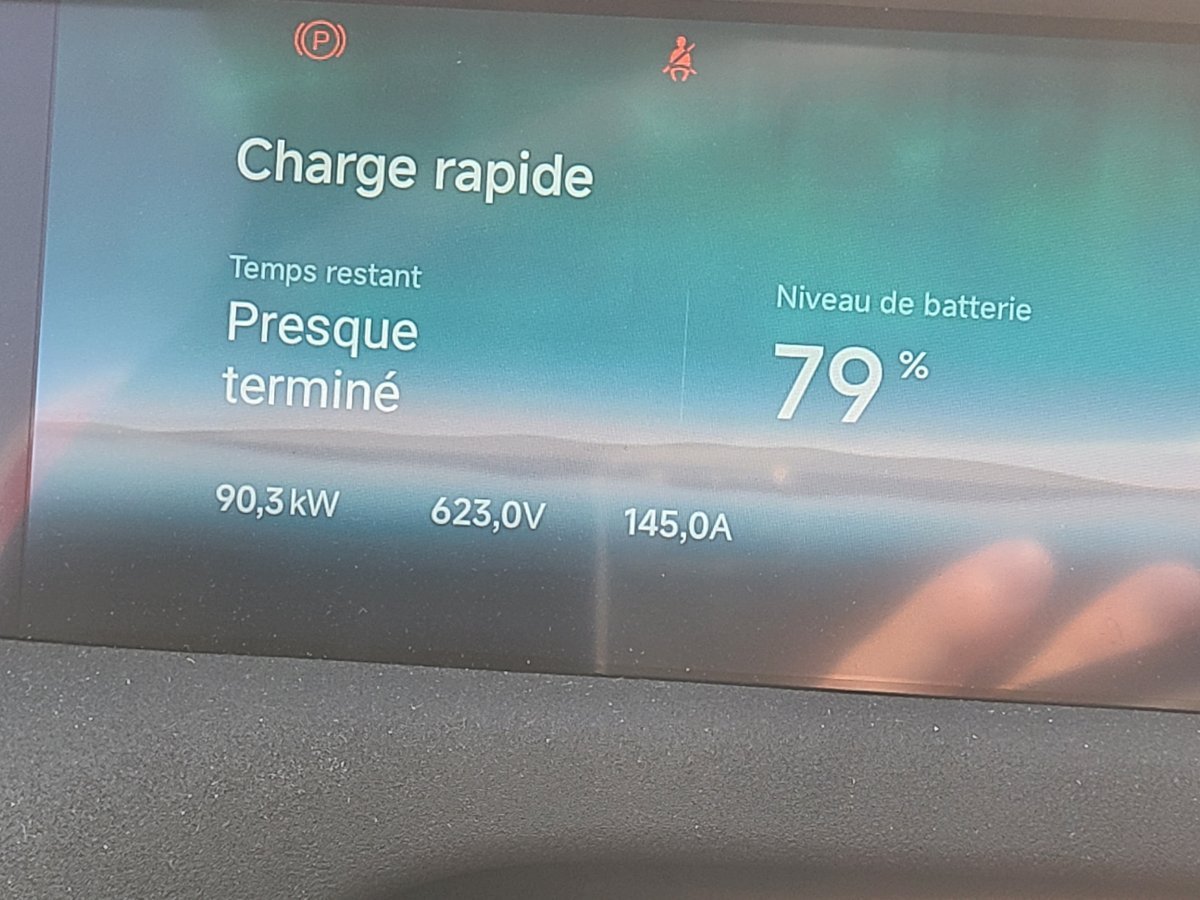 P
Charge rapide
Temps restant
Presque
terminé
Niveau de batterie
79 %
90,3 kW
623,0V
145,0A